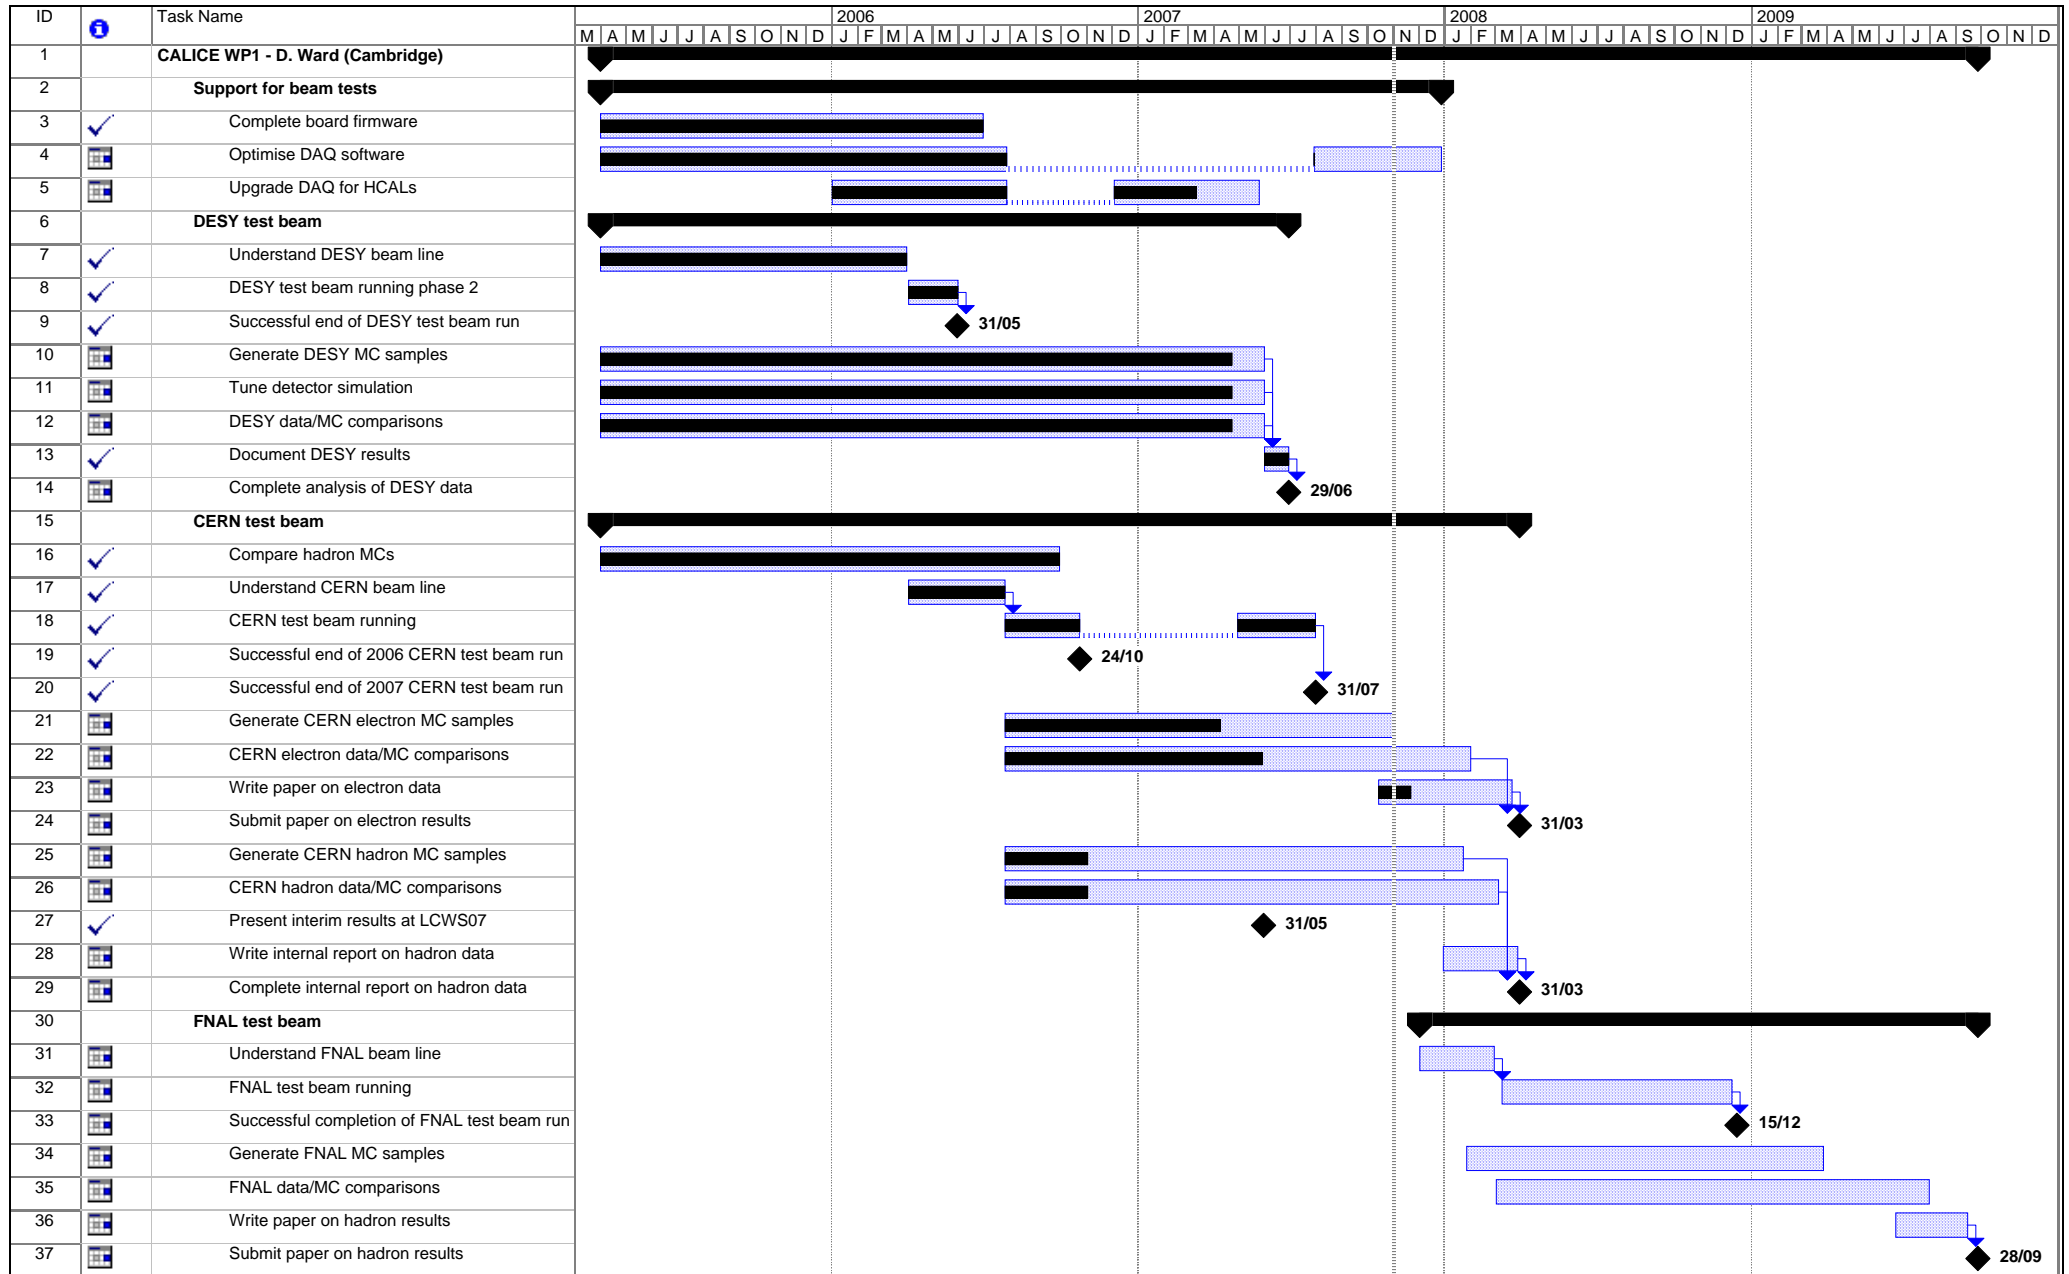 ID Task Name 2006 2007 2008 2009
M A M J J A S O N D J F M A M J J A S O N D J F M A M J J A S O N D J F M A M J J A S O N D J F M A M J J A S O N D
1 CALICE WP1 - D. Ward (Cambridge)
2 Support for beam tests
3 Complete board firmware
4 Optimise DAQ software
5 Upgrade DAQ for HCALs
6 DESY test beam
7 Understand DESY beam line
8 DESY test beam running phase 2
9 Successful end of DESY test beam run 31/05
10 Generate DESY MC samples
11 Tune detector simulation
12 DESY data/MC comparisons
13 Document DESY results
14 Complete analysis of DESY data 29/06
15 CERN test beam
16 Compare hadron MCs
17 Understand CERN beam line
18 CERN test beam running
19 Successful end of 2006 CERN test beam run 24/10
20 Successful end of 2007 CERN test beam run 31/07
21 Generate CERN electron MC samples
22 CERN electron data/MC comparisons
23 Write paper on electron data
24 Submit paper on electron results 31/03
25 Generate CERN hadron MC samples
26 CERN hadron data/MC comparisons
27 Present interim results at LCWS07 31/05
28 Write internal report on hadron data
29 Complete internal report on hadron data 31/03
30 FNAL test beam
31 Understand FNAL beam line
32 FNAL test beam running
33 Successful completion of FNAL test beam run 15/12
34 Generate FNAL MC samples
35 FNAL data/MC comparisons
36 Write paper on hadron results
37 Submit paper on hadron results 28/09